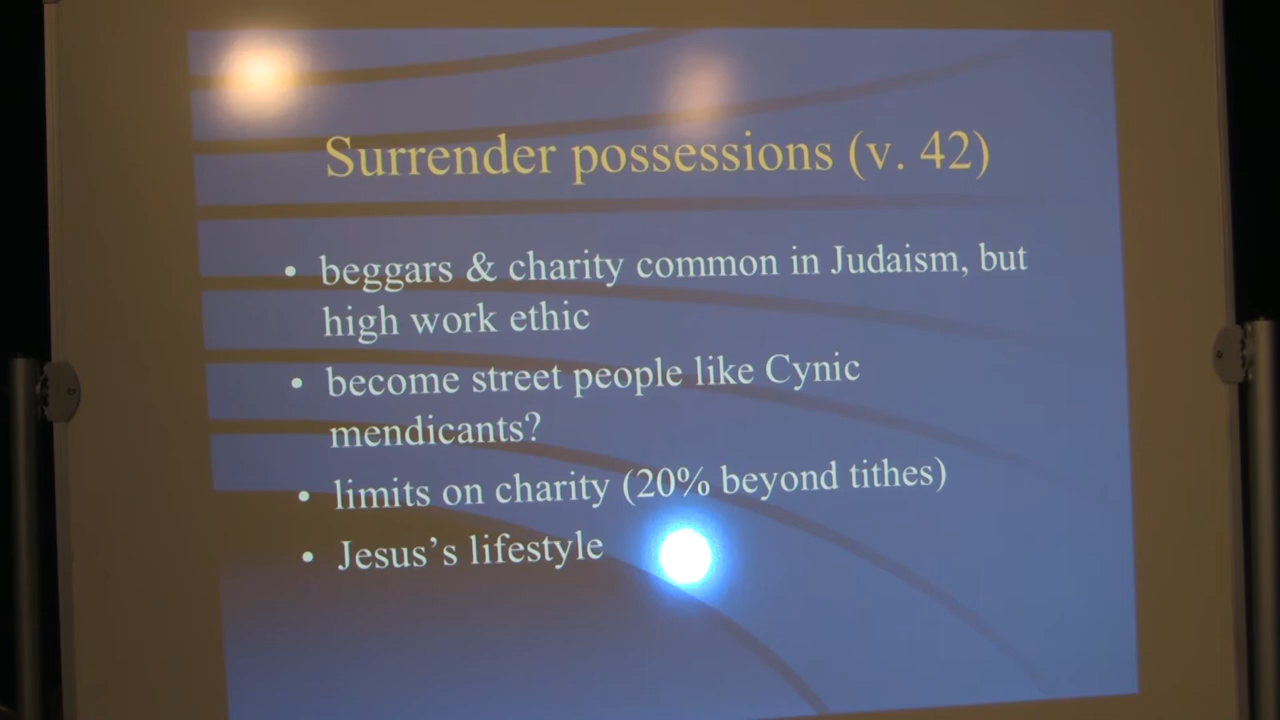 Surrender possessions (v. 42)
• beggars & charity common in Judaism, but
high work ethic
• become street people like Cynic
mendicants?
• limits on charity (20% beyond tithes)
• Jesus’s lifestyle